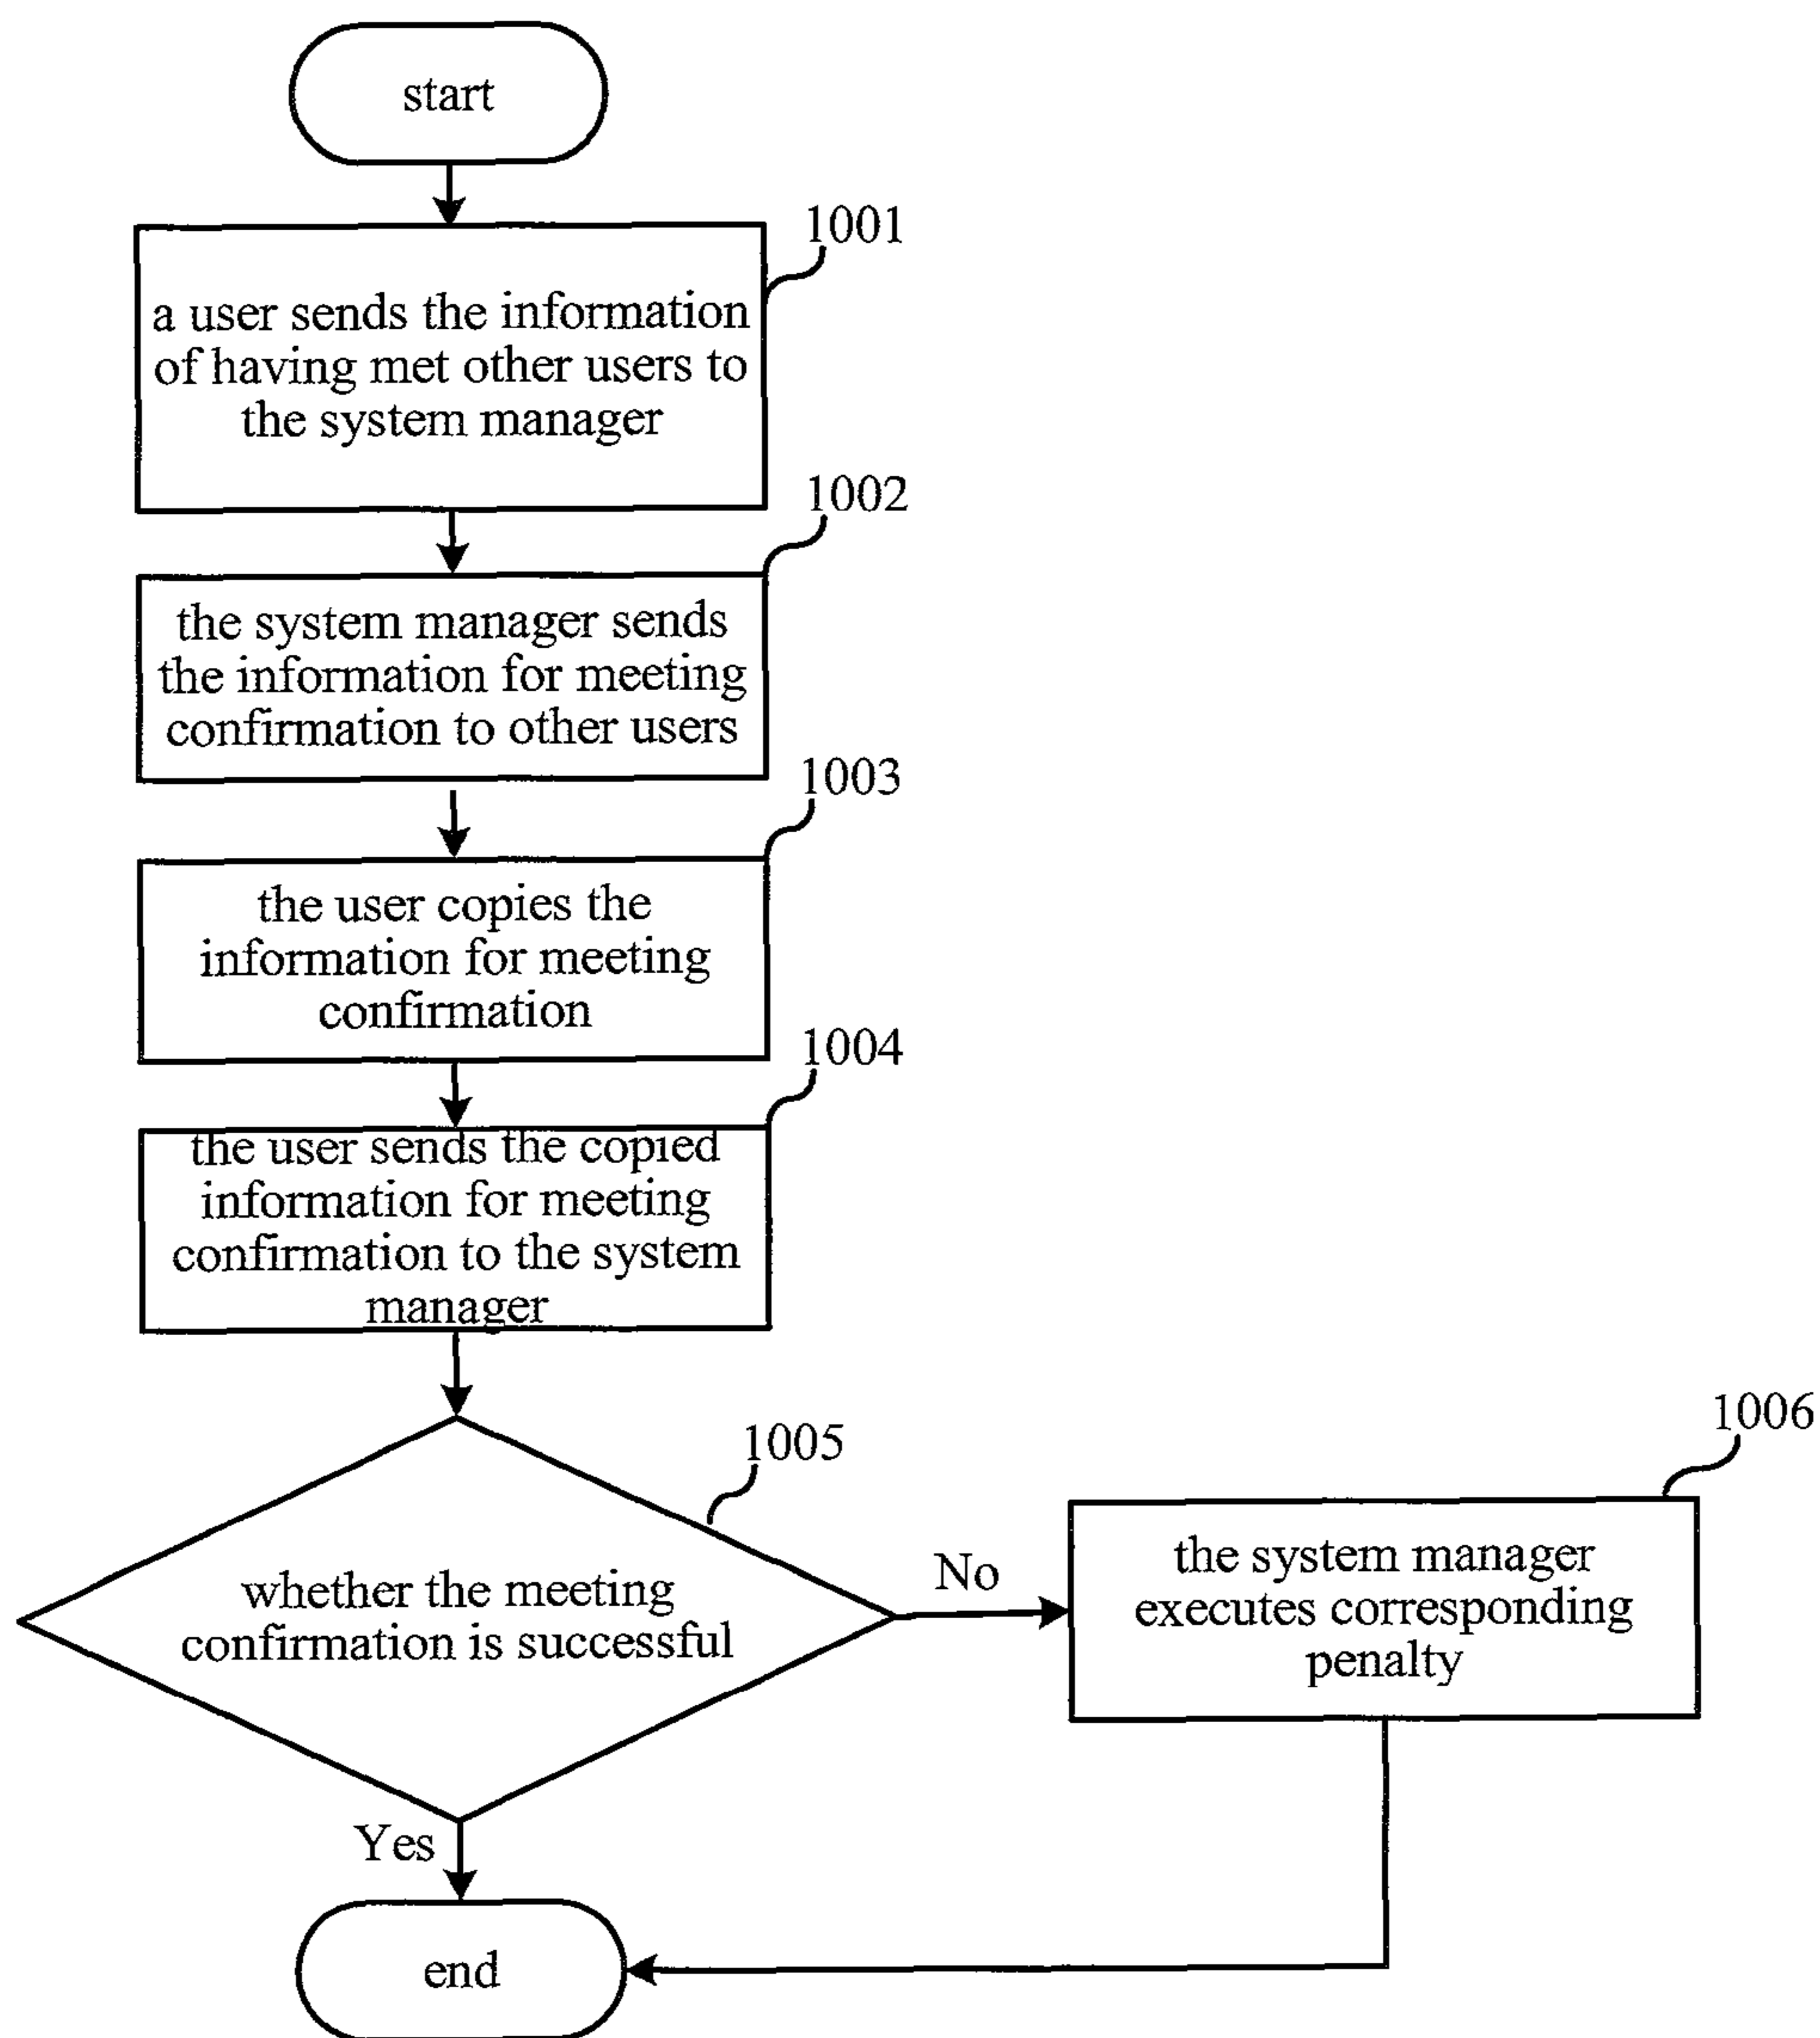 start
1001
a user sends the information
of having met other users to
the system manager
1002
the system manager sends
the information for meeting
confirmation to other users
1003
the user copies the
information for meeting
confirmation
1004
the user sends the copied
information for meeting
confirmation to the system
manager
1005
whether the meeting
confirmation is successful
No
1006
the system manager
executes corresponding
penalty
Yes
end